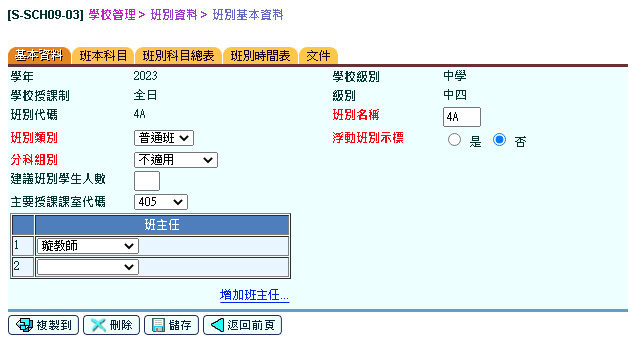 [S-SCH09-03] 學校管理> 班別資料> 班別基本資料
基本資料 班本科目 班別科目總表 班別時間表 文件
學年 2023 學校級別 中學
學校授課制 全日 級別 中四
班別代碼 4A 班別名稱 4A
班別類別 普通班 浮動班別示標 是 否
分科組別 不適用
建議班別學生人數
主要授課課室代碼 405
班主任
1 璇教師
2
增加班主任...
複製到 刪除 儲存 返回前頁